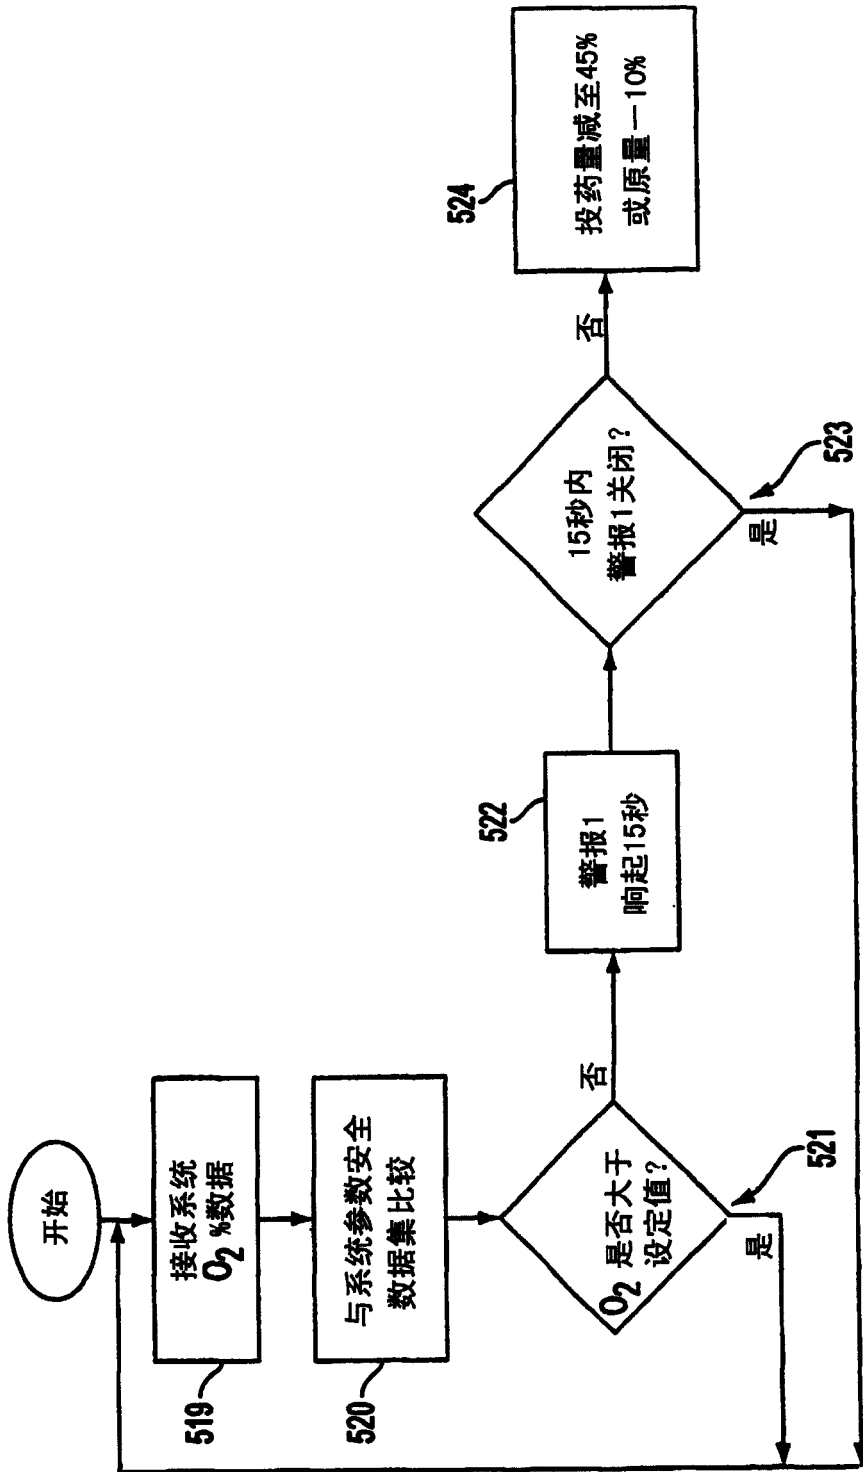 开始
接收系统
O₂%数据
519
与系统参数安全
数据集比较
520
O₂ 是否大于
设定值?
521
是
否
警报1
响起15秒
522
15秒内
警报1关闭?
523
是
否
投药量减至45%
或原量一10%
524